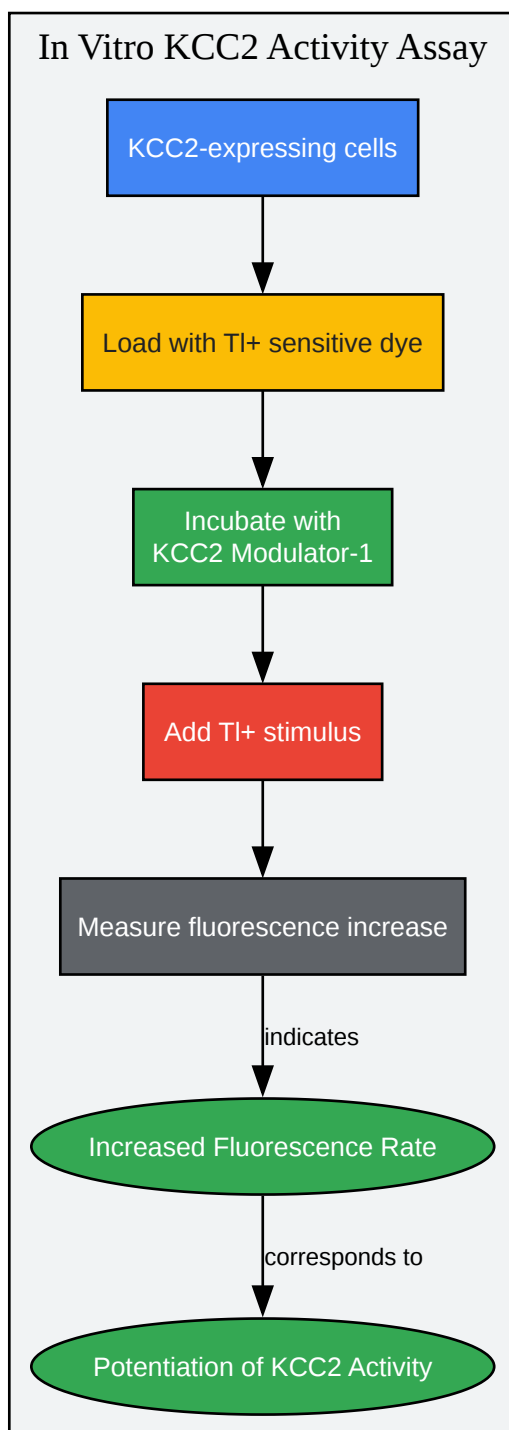 In Vitro KCC2 Activity Assay
KCC2-expressing cells
Load with Tl+ sensitive dye
Incubate with
KCC2 Modulator-1
Add Tl+ stimulus
Measure fluorescence increase
indicates
Increased Fluorescence Rate
corresponds to
Potentiation of KCC2 Activity